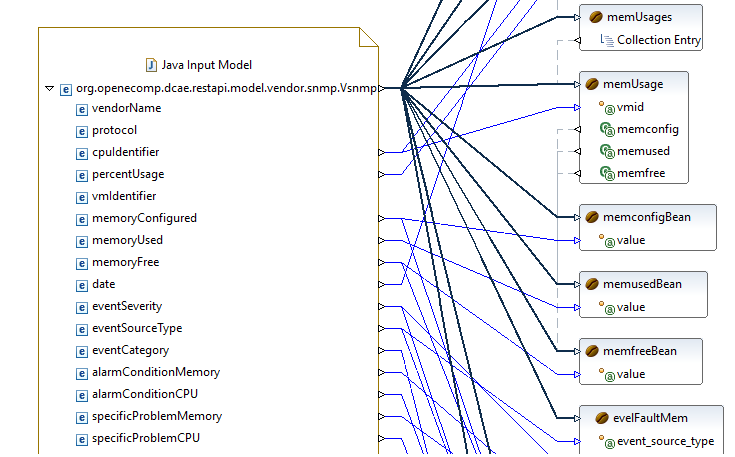 Java Input Model
org.openecomp.dcae.restapi.model.vendor.snmp.Vsnmp
vendorName
protocol
cpuIdentifier
percentUsage
vmIdentifier
memoryConfigured
memoryUsed
memoryFree
date
eventSeverity
eventSourceType
eventCategory
alarmConditionMemory
alarmConditionCPU
specificProblemMemory
specificProblemCPU
memUsages
Collection Entry
memUsage
vmid
memconfig
memused
memfree
memconfigBean
value
memusedBean
value
memfreeBean
value
evelFaultMem
event_source_type